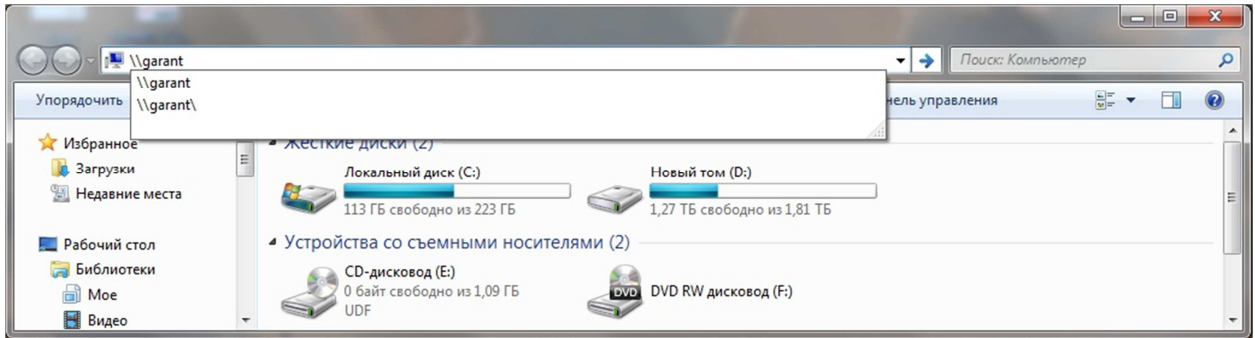 \\garant
Поиск: Компьютер
\\garant
\\garant\
Упорядочить
нель управления
Избранное
Загрузки
Недавние места
Рабочий стол
Библиотеки
Мое
Видео
Жесткие диски (2)
Локальный диск (C:)
113 ГБ свободно из 223 ГБ
Новый том (D:)
1,27 ТБ свободно из 1,81 ТБ
Устройства со съемными носителями (2)
CD-дисковод (E:)
0 байт свободно из 1,09 ГБ
UDF
DVD
DVD RW дисковод (F:)